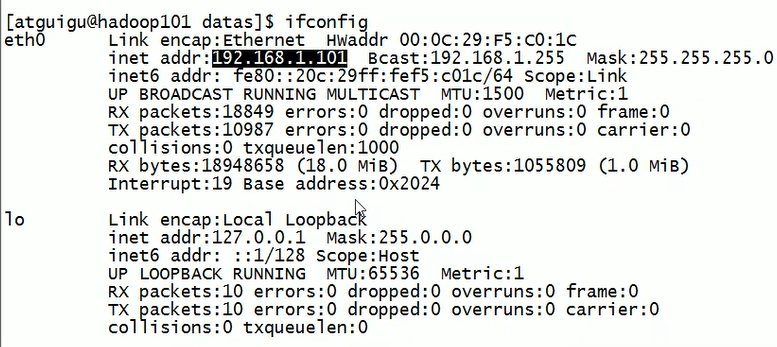 [atguigu@hadoop101 datas]$ ifconfig
eth0      Link encap:Ethernet  HWaddr 00:0C:29:F5:C0:1C
          inet addr:192.168.1.101  Bcast:192.168.1.255  Mask:255.255.255.0
          inet6 addr: fe80::20c:29ff:fef5:c01c/64 Scope:Link
          UP BROADCAST RUNNING MULTICAST  MTU:1500  Metric:1
          RX packets:18849 errors:0 dropped:0 overruns:0 frame:0
          TX packets:10987 errors:0 dropped:0 overruns:0 carrier:0
          collisions:0 txqueuelen:1000
          RX bytes:18948658 (18.0 MiB)  TX bytes:1055809 (1.0 MiB)
          Interrupt:19 Base address:0x2024
lo        Link encap:Local Loopback
          inet addr:127.0.0.1  Mask:255.0.0.0
          inet6 addr: ::1/128 Scope:Host
          UP LOOPBACK RUNNING  MTU:65536  Metric:1
          RX packets:10 errors:0 dropped:0 overruns:0 frame:0
          TX packets:10 errors:0 dropped:0 overruns:0 carrier:0
          collisions:0 txqueuelen:0